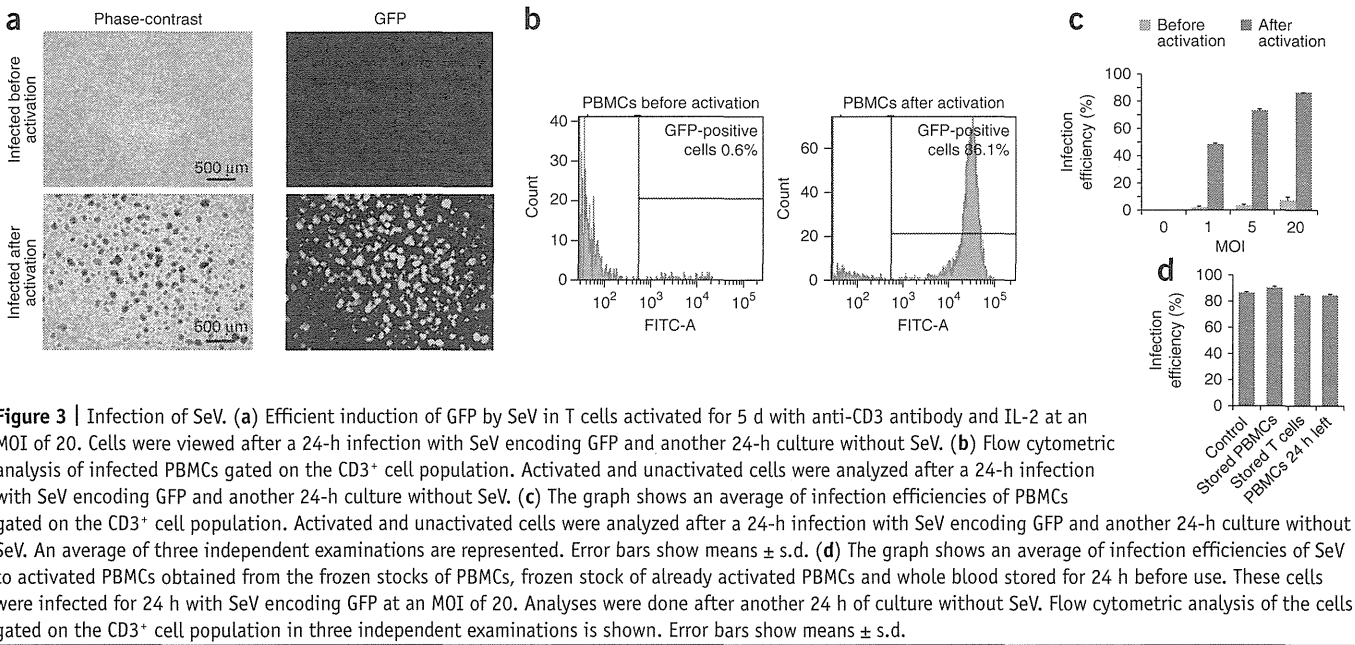 a
Phase-contrast
GFP
Infected before
activation
500 µm
Infected after
activation
500 µm
b
PBMCs before activation
GFP-positive
cells 0.6%
Count
40
30
20
10
0
10²
10³
10⁴
10⁵
FITC-A
PBMCs after activation
GFP-positive
cells 86.1%
Count
60
40
20
0
10²
10³
10⁴
10⁵
FITC-A
c
Before
activation
After
activation
Infection
efficiency (%)
100
80
60
40
20
0
0
1
5
20
MOI
d
Infection
efficiency (%)
100
80
60
40
20
0
Control
Stored PBMCs
Stored T cells
PBMCs 24 h left
Figure 3 | Infection of SeV. (a) Efficient induction of GFP by SeV in T cells activated for 5 d with anti-CD3 antibody and IL-2 at an
MOI of 20. Cells were viewed after a 24-h infection with SeV encoding GFP and another 24-h culture without SeV. (b) Flow cytometric
analysis of infected PBMCs gated on the CD3⁺ cell population. Activated and unactivated cells were analyzed after a 24-h infection
with SeV encoding GFP and another 24-h culture without SeV. (c) The graph shows an average of infection efficiencies of PBMCs
gated on the CD3⁺ cell population. Activated and unactivated cells were analyzed after a 24-h infection with SeV encoding GFP and another 24-h culture without
SeV. An average of three independent examinations are represented. Error bars show means ± s.d. (d) The graph shows an average of infection efficiencies of SeV
to activated PBMCs obtained from the frozen stocks of PBMCs, frozen stock of already activated PBMCs and whole blood stored for 24 h before use. These cells
were infected for 24 h with SeV encoding GFP at an MOI of 20. Analyses were done after another 24 h of culture without SeV. Flow cytometric analysis of the cells
gated on the CD3⁺ cell population in three independent examinations is shown. Error bars show means ± s.d.